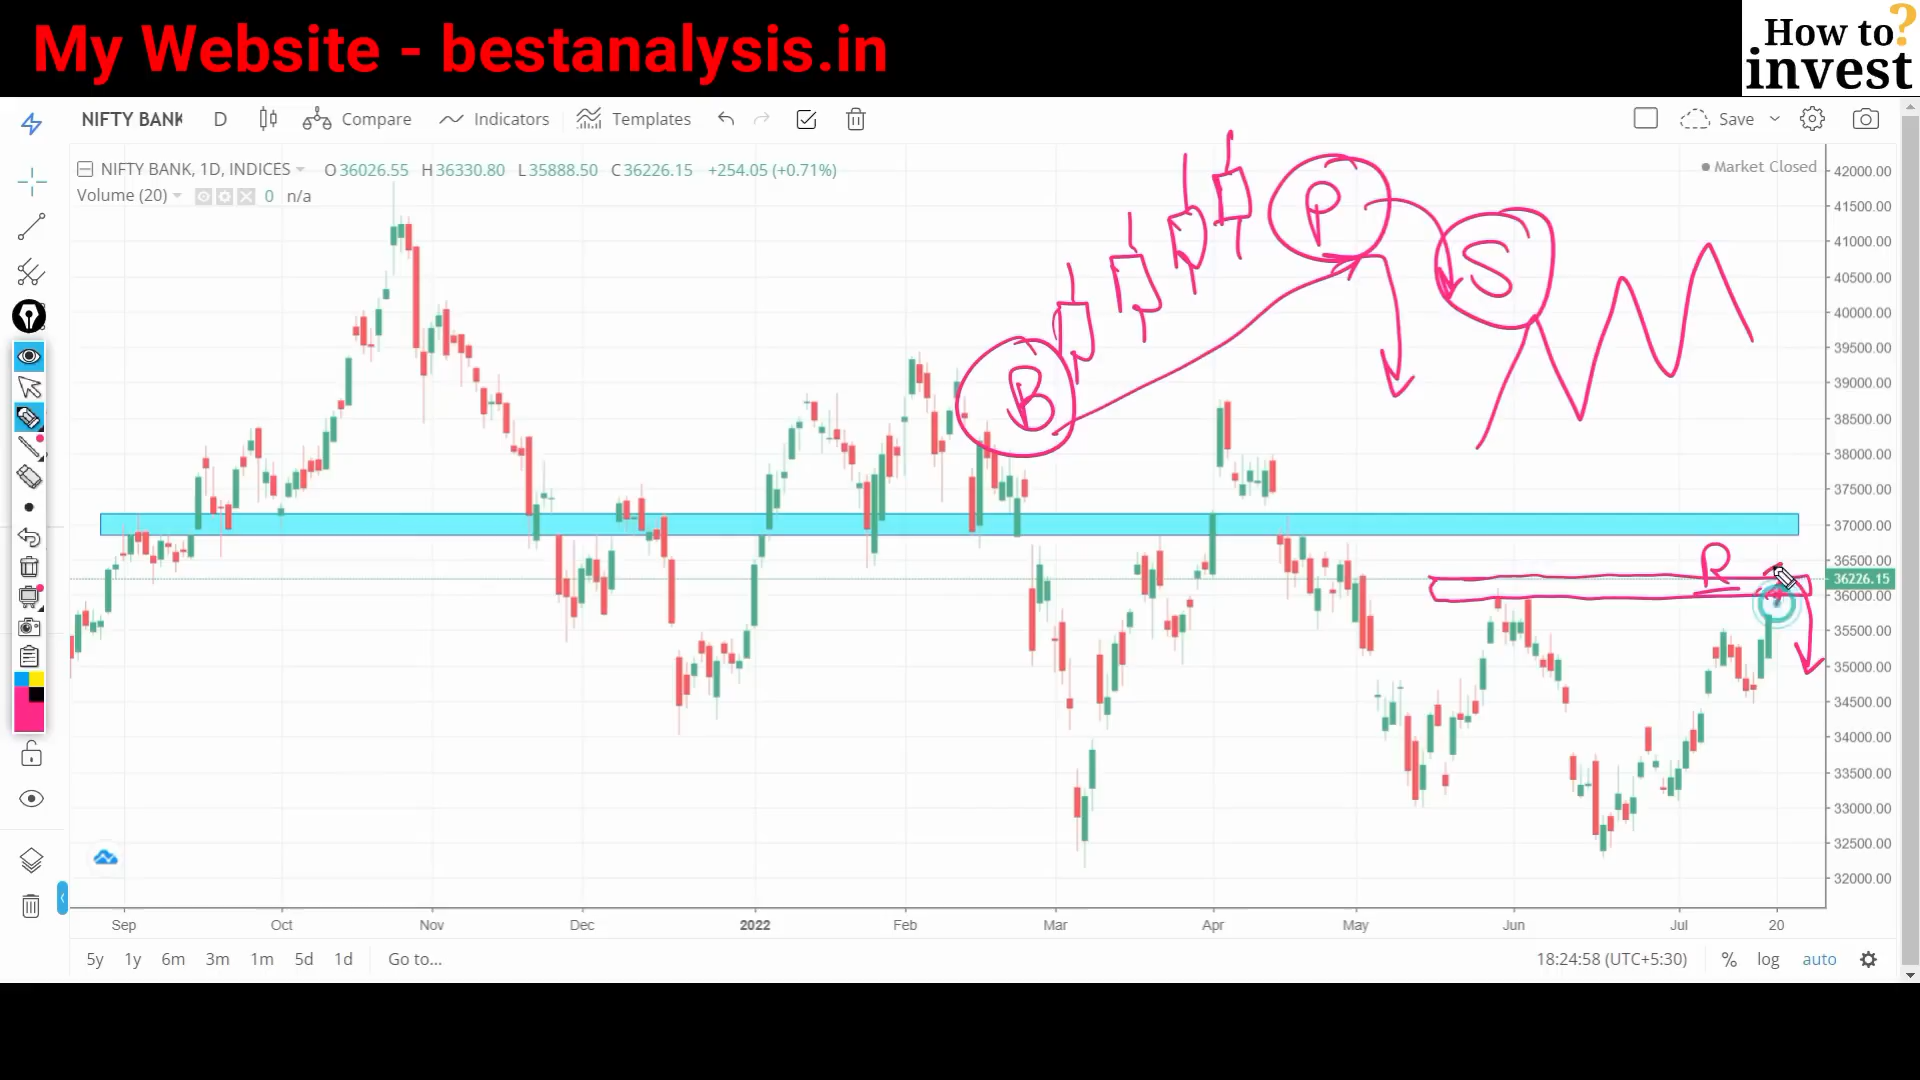 My Website - bestanalysis.in
How to?
invest
NIFTY BANK D Compare Indicators Templates Save
NIFTY BANK, 1D, INDICES O36026.55 H36330.80 L35888.50 C36226.15 +254.05 (+0.71%)
Market Closed
Volume (20) 0 n/a
P
S
B
R
42000.00
41500.00
41000.00
40500.00
40000.00
39500.00
39000.00
38500.00
38000.00
37500.00
37000.00
36500.00
36226.15
36000.00
35500.00
35000.00
34500.00
34000.00
33500.00
33000.00
32500.00
32000.00
Sep Oct Nov Dec 2022 Feb Mar Apr May Jun Jul 20
5y 1y 6m 3m 1m 5d 1d Go to... 18:24:58 (UTC+5:30) % log auto